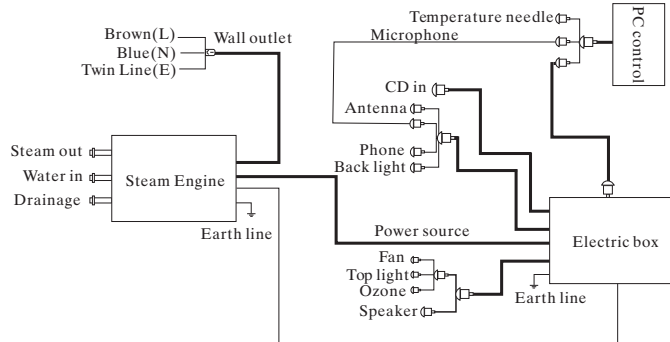 Brown(L)
Blue(N)
Twin Line(E)
Wall outlet
Temperature needle
Microphone
PC control
CD in
Antenna
Phone
Back light
Steam out
Water in
Drainage
Steam Engine
Earth line
Power source
Electric box
Fan
Top light
Ozone
Speaker
Earth line